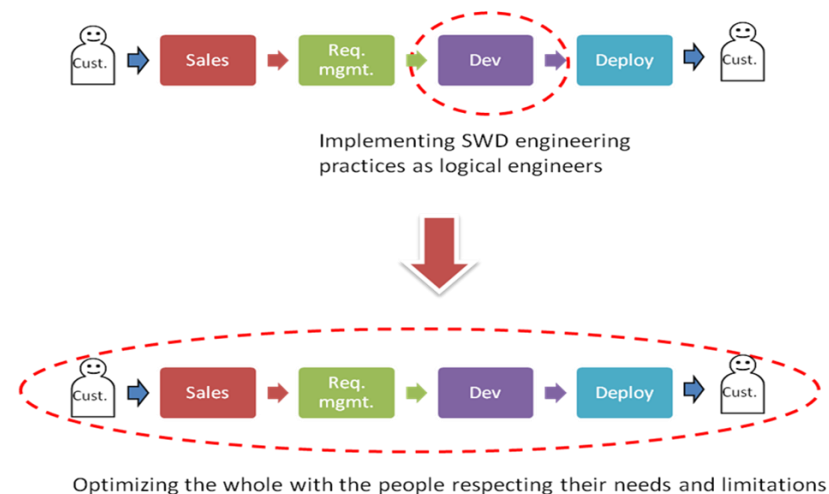 Cust.
Sales
Req.
mgmt.
Dev
Deploy
Cust.
Implementing SWD engineering
practices as logical engineers
Cust.
Sales
Req.
mgmt.
Dev
Deploy
Cust.
Optimizing the whole with the people respecting their needs and limitations